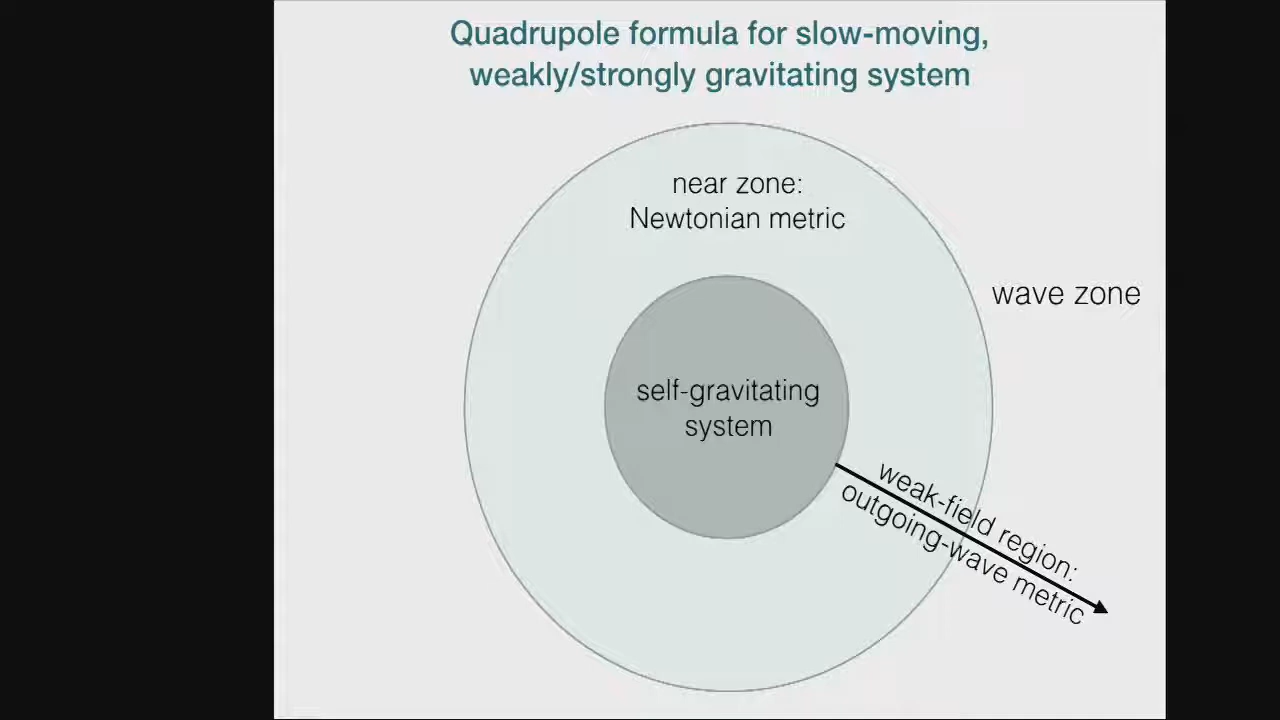 Quadrupole formula for slow-moving,
weakly/strongly gravitating system
near zone:
Newtonian metric
wave zone
self-gravitating
system
weak-field region:
outgoing-wave metric